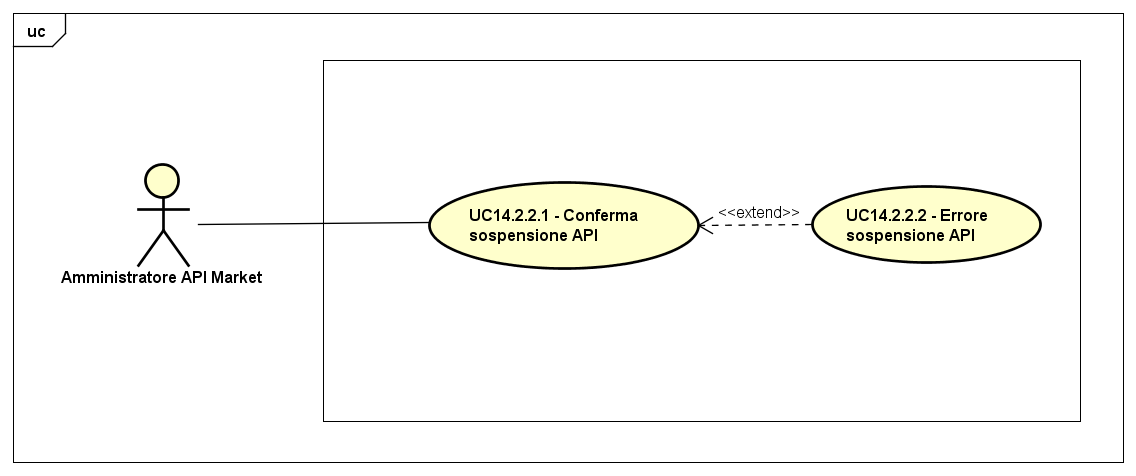 uc
UC14.2.2.1 - Conferma
sospensione API
<<extend>>
UC14.2.2.2 - Errore
sospensione API
Amministratore API Market